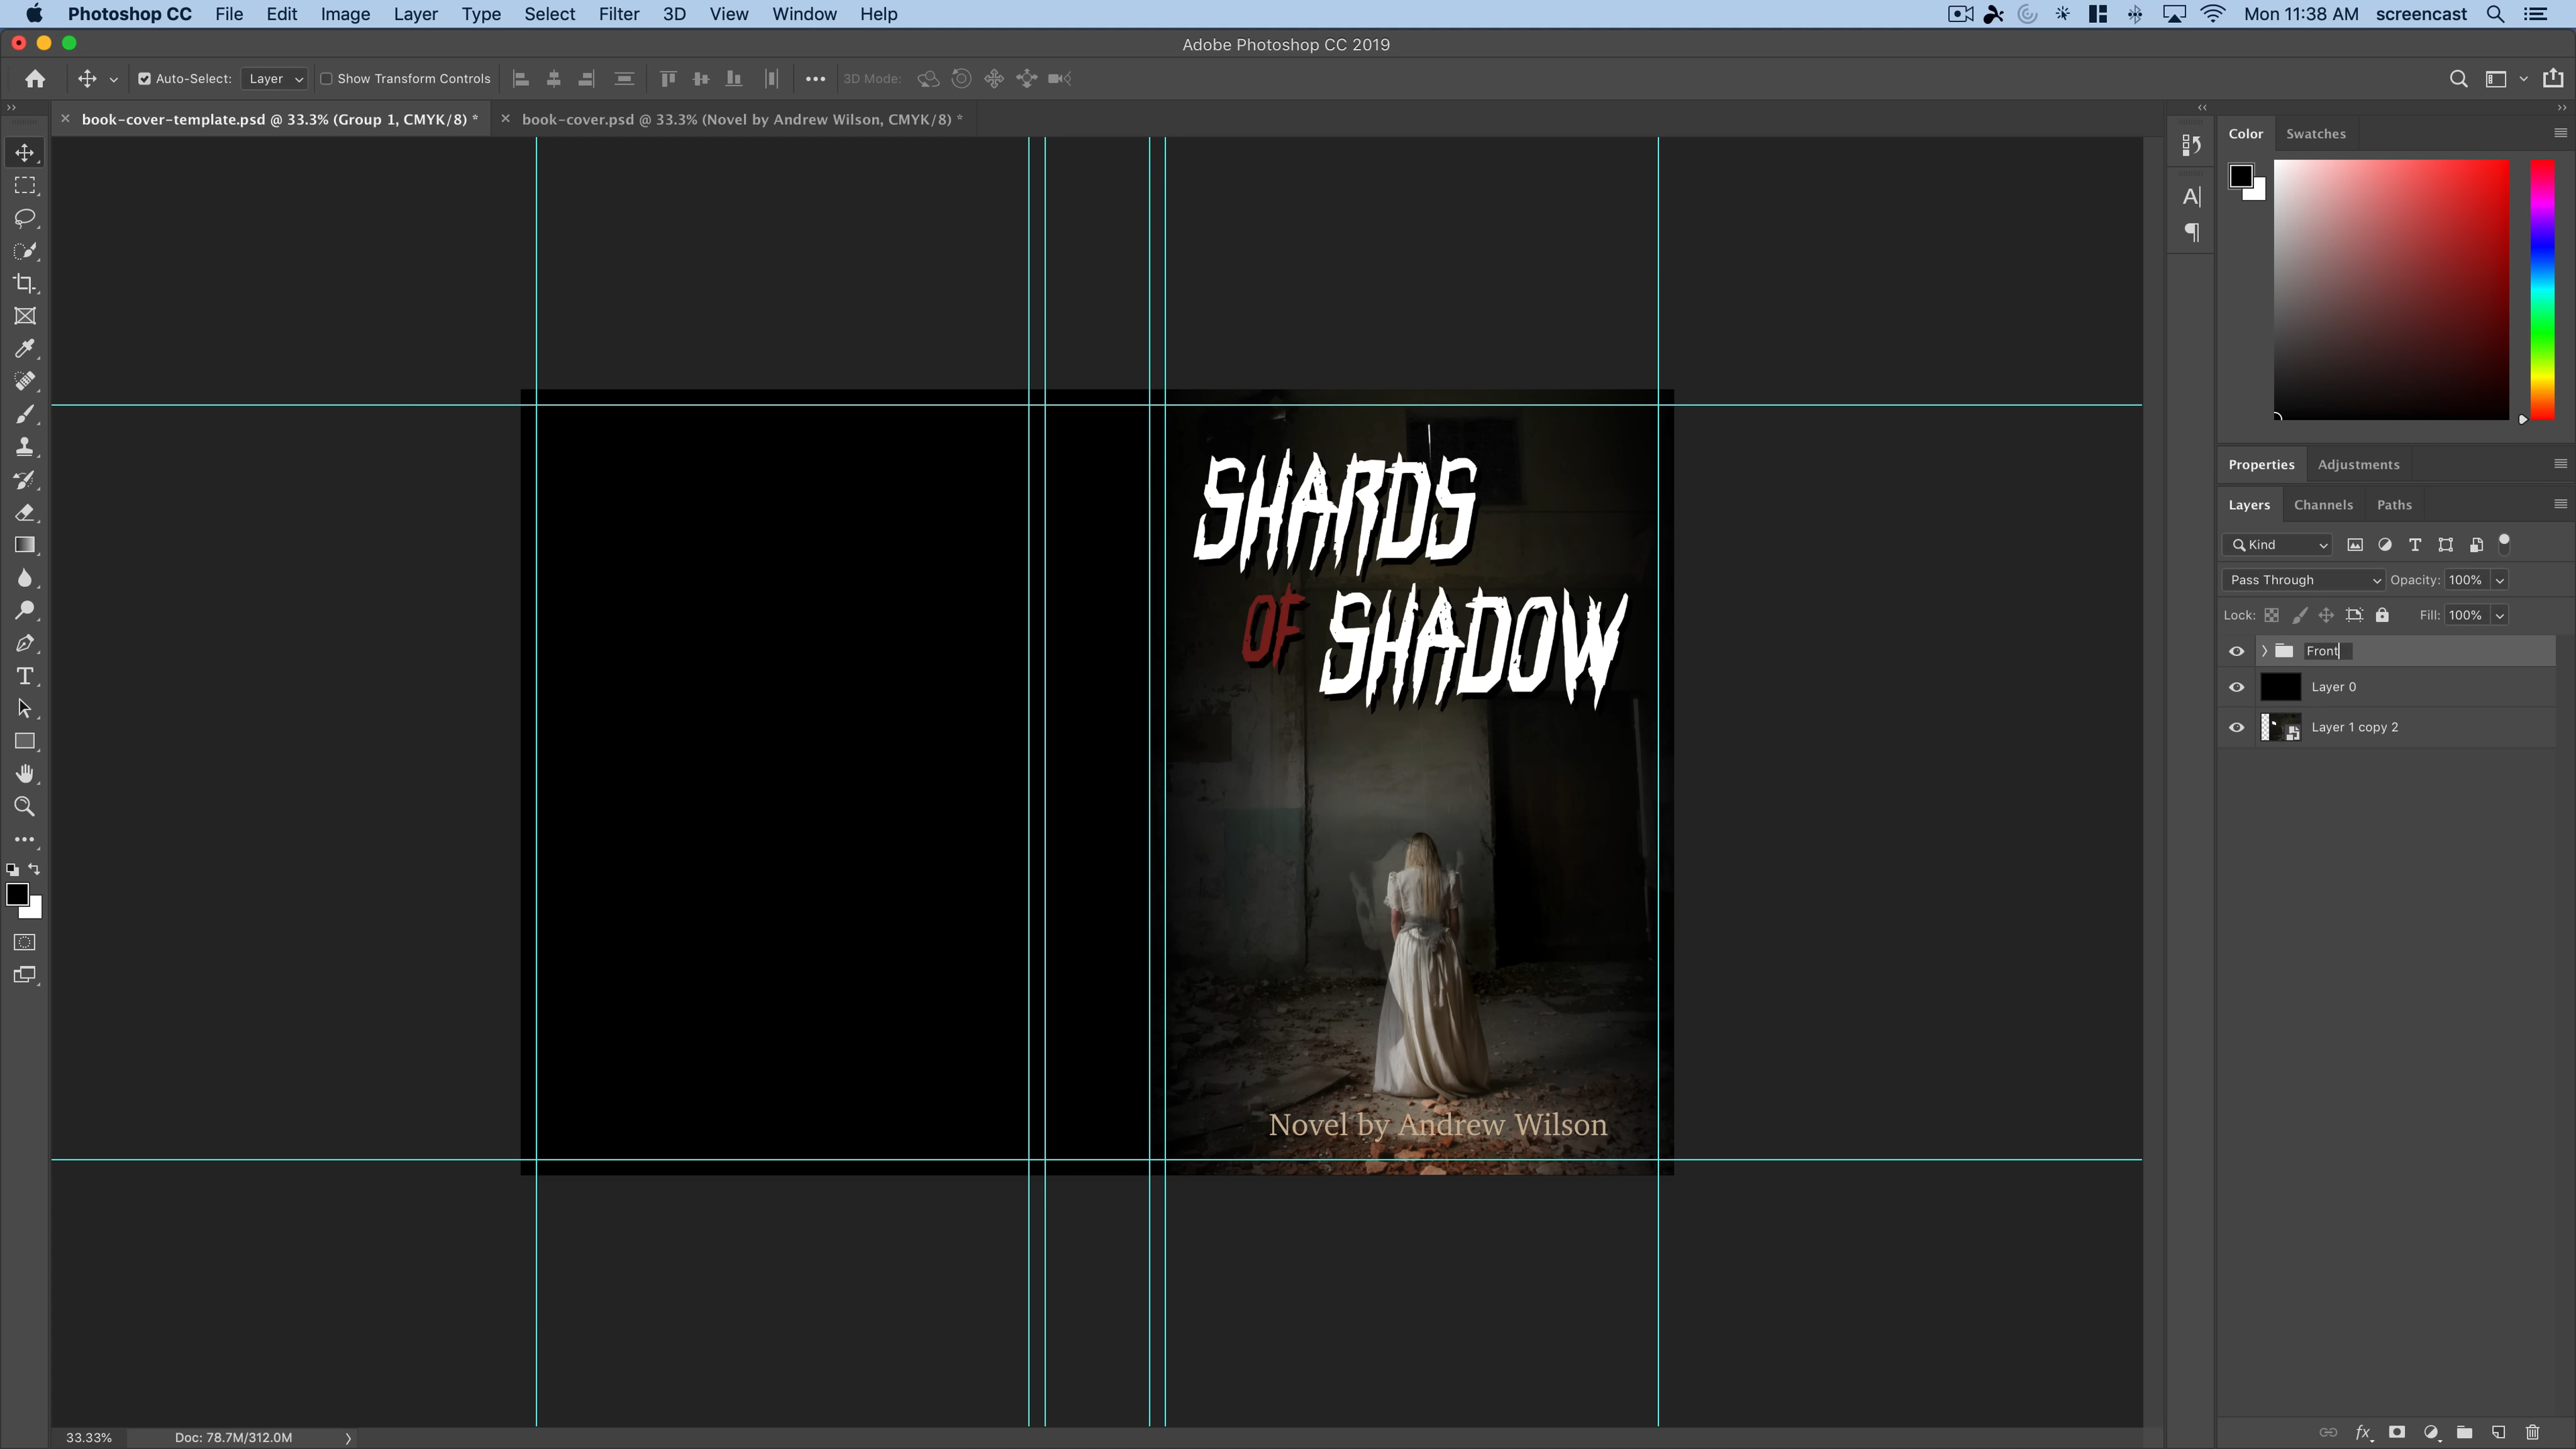 Photoshop CC File Edit Image Layer Type Select Filter 3D View Window Help Mon 11:38 AM screencast
Adobe Photoshop CC 2019
Auto-Select: Layer Show Transform Controls 3D Mode:
book-cover-template.psd @ 33.3% (Group 1, CMYK/8) * book-cover.psd @ 33.3% (Novel by Andrew Wilson, CMYK/8) *
Color Swatches
Properties Adjustments
Layers Channels Paths
Kind
Pass Through Opacity: 100%
Lock: Fill: 100%
Front
Layer 0
Layer 1 copy 2
SHARDS
OF SHADOW
Novel by Andrew Wilson
33.33% Doc: 78.7M/312.0M